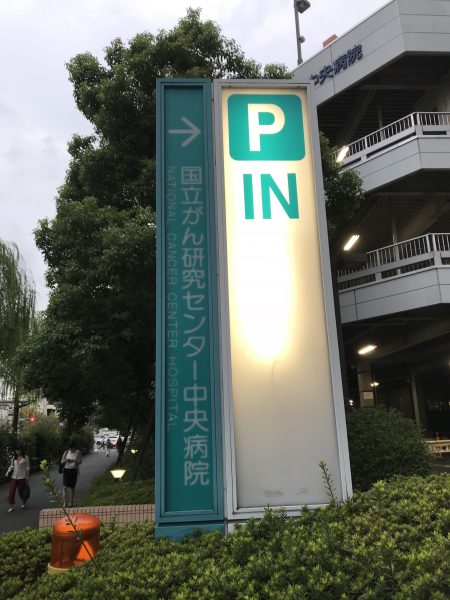 →
国立がん研究センター中央病院
NATIONAL CANCER CENTER HOSPITAL
P
IN
中央病院